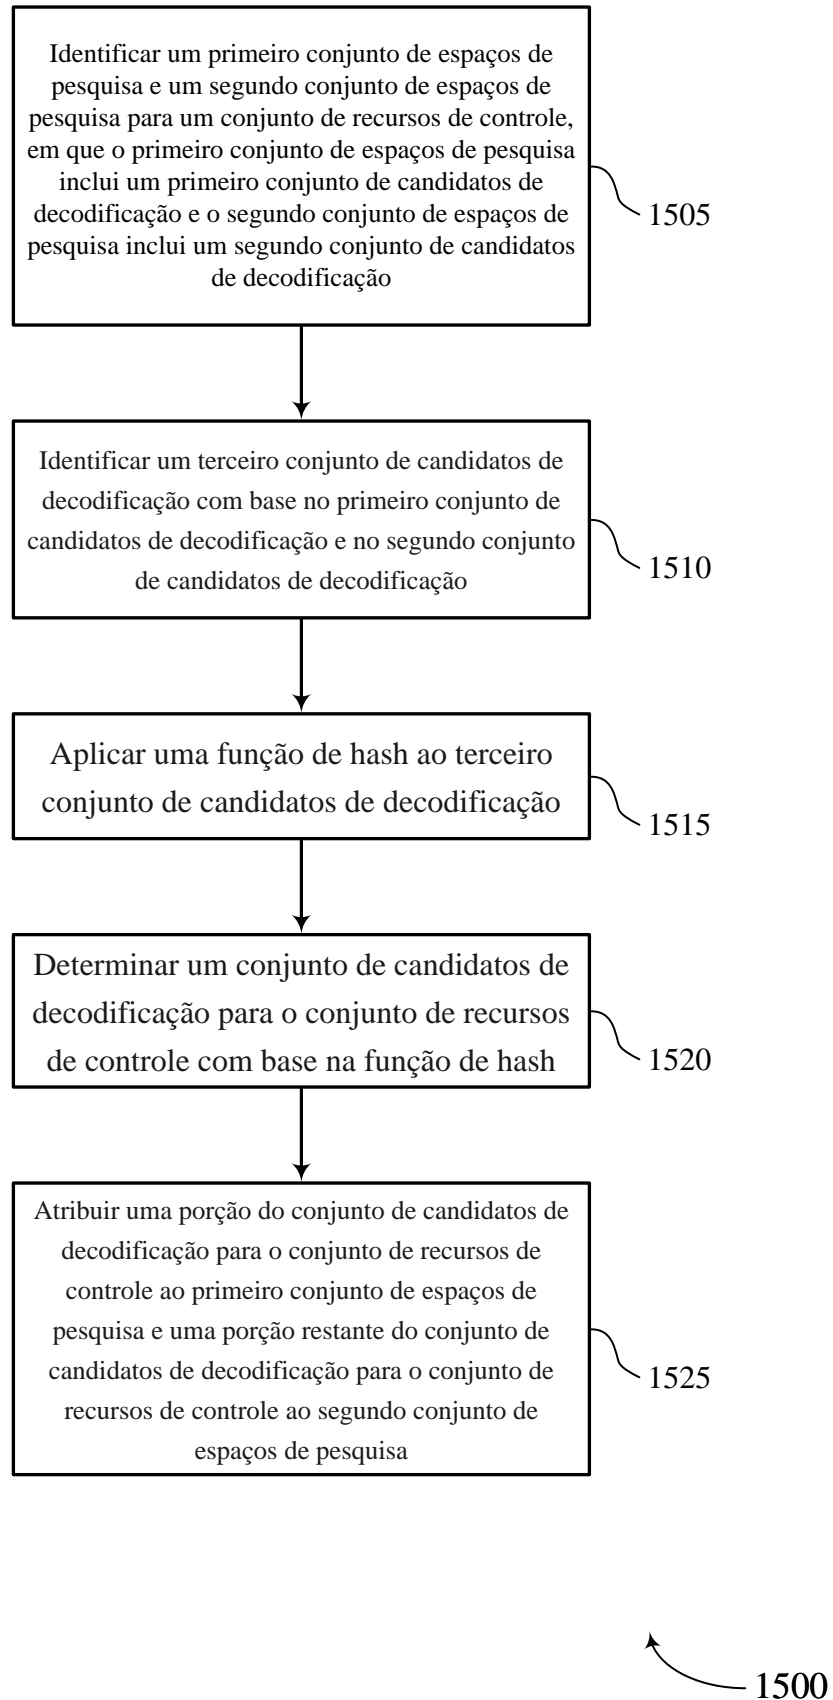 Identificar um primeiro conjunto de espaços de
pesquisa e um segundo conjunto de espaços de
pesquisa para um conjunto de recursos de controle,
em que o primeiro conjunto de espaços de pesquisa
inclui um primeiro conjunto de candidatos de
decodificação e o segundo conjunto de espaços de
pesquisa inclui um segundo conjunto de candidatos
de decodificação
1505
Identificar um terceiro conjunto de candidatos de
decodificação com base no primeiro conjunto de
candidatos de decodificação e no segundo conjunto
de candidatos de decodificação
1510
Aplicar uma função de hash ao terceiro
conjunto de candidatos de decodificação
1515
Determinar um conjunto de candidatos de
decodificação para o conjunto de recursos
de controle com base na função de hash
1520
Atribuir uma porção do conjunto de candidatos de
decodificação para o conjunto de recursos de
controle ao primeiro conjunto de espaços de
pesquisa e uma porção restante do conjunto de
candidatos de decodificação para o conjunto de
recursos de controle ao segundo conjunto de
espaços de pesquisa
1525
1500